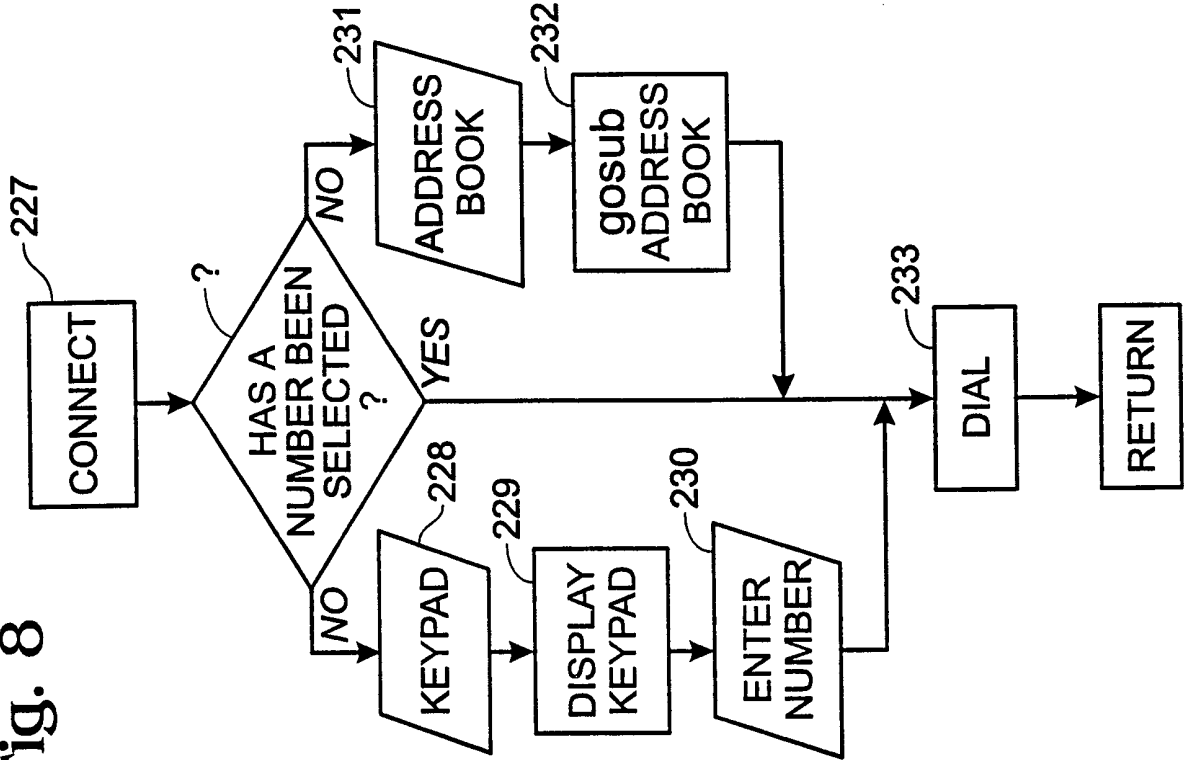 227
CONNECT
?
HAS A
NUMBER BEEN
SELECTED
?
NO
NO
YES
228
KEYPAD
229
DISPLAY
KEYPAD
230
ENTER
NUMBER
231
ADDRESS
BOOK
232
gosub
ADDRESS
BOOK
233
DIAL
RETURN
Fig. 8